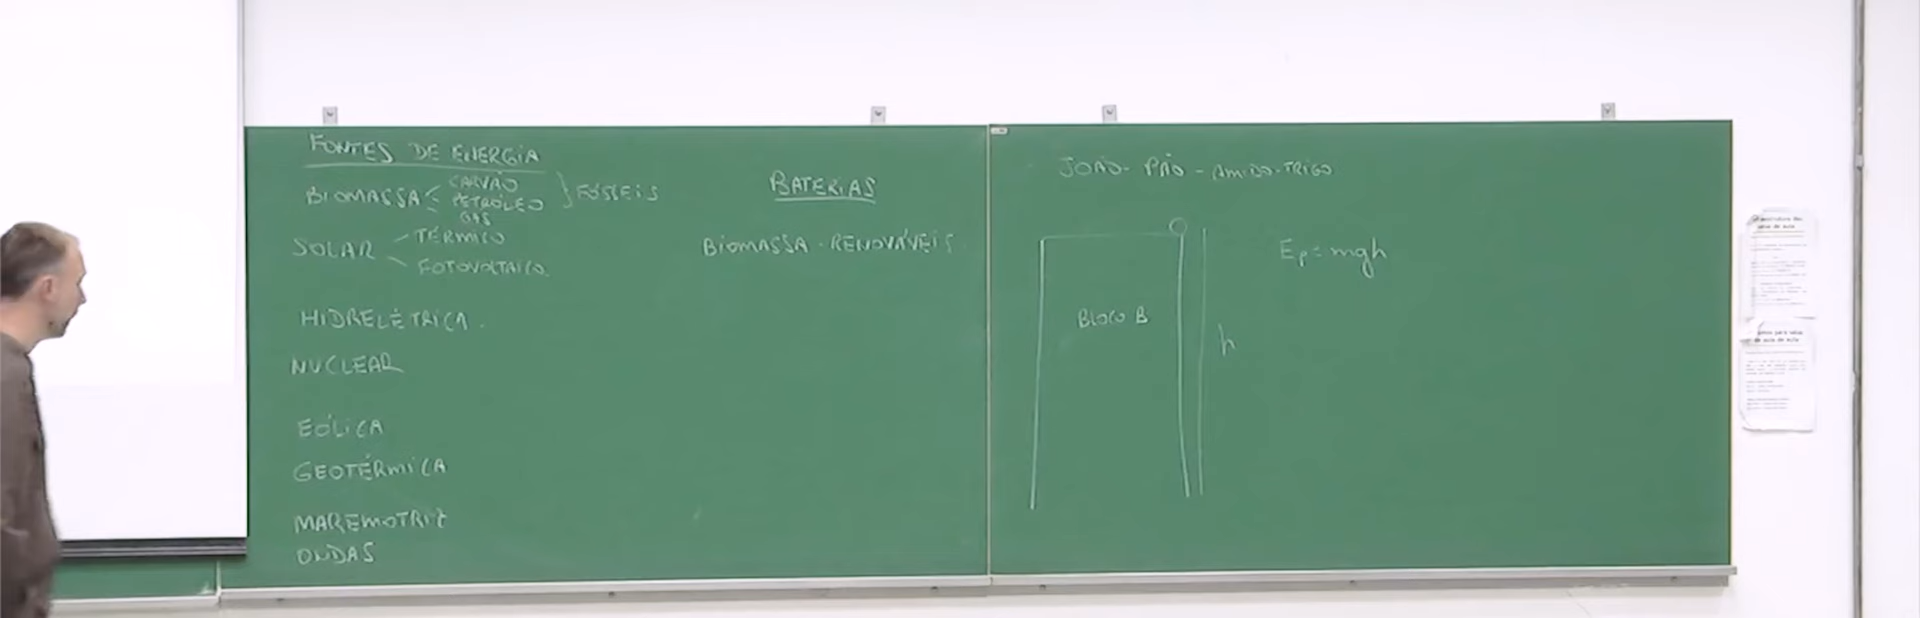 FONTES DE ENERGIA
BIOMASSA
CARVÃO
PETRÓLEO
GÁS
FÓSSEIS
SOLAR
TÉRMICO
FOTOVOLTAICO.
HIDRELÉTRICA.
NUCLEAR
EÓLICA
GEOTÉRMICA
MAREMOTRIZ
ONDAS
BATERIAS
BIOMASSA - RENOVÁVEIS
JOÃO - PÃO - AMIDO - TRIGO
BLOCO B
h
Ep = mgh